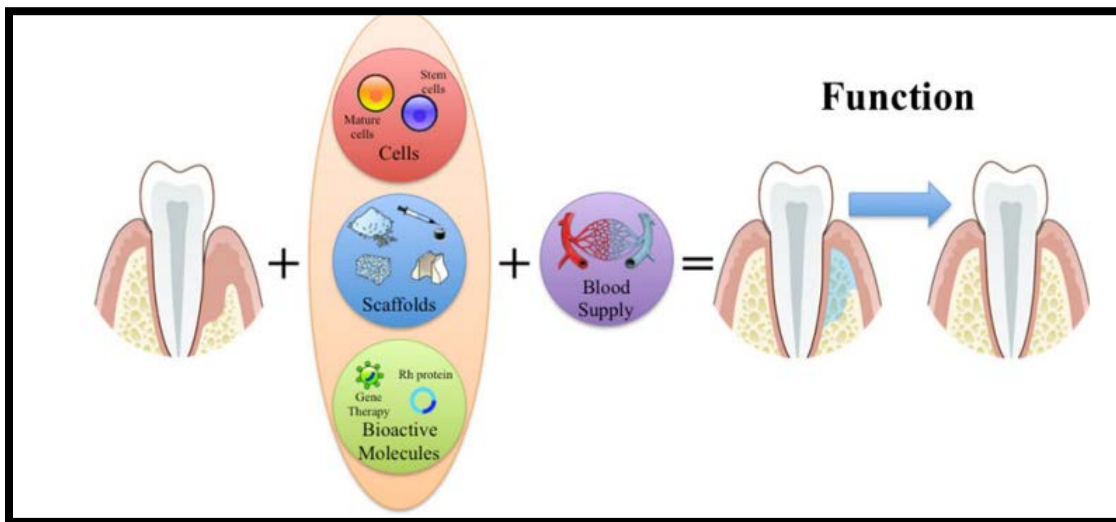 Function
Stem
cells
Mature
cells
Cells
+
Scaffolds
+
Blood
Supply
=
Rh protein
Gene
Therapy
Bioactive
Molecules